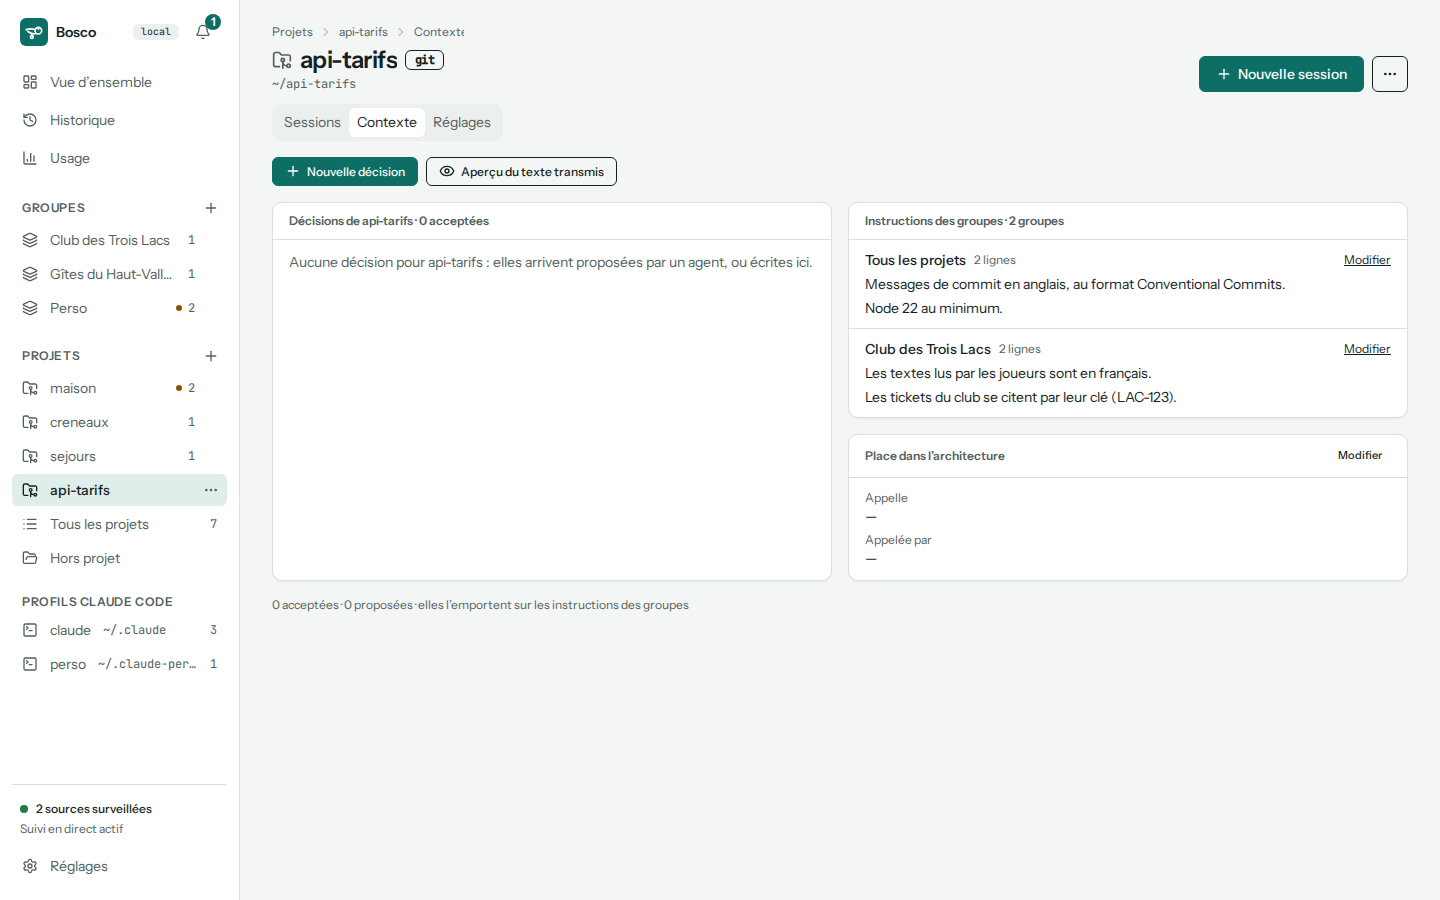 Bosco
local
1
Vue d'ensemble
Historique
Usage
GROUPES
Club des Trois Lacs 1
Gîtes du Haut-Vall… 1
Perso 2
PROJETS
maison 2
creneaux 1
sejours 1
api-tarifs
Tous les projets 7
Hors projet
PROFILS CLAUDE CODE
claude ~/.claude 3
perso ~/.claude-per… 1
2 sources surveillées
Suivi en direct actif
Réglages
Projets > api-tarifs > Contexte
api-tarifs git
~/api-tarifs
Nouvelle session
Sessions Contexte Réglages
Nouvelle décision Aperçu du texte transmis
Décisions de api-tarifs · 0 acceptées
Aucune décision pour api-tarifs : elles arrivent proposées par un agent, ou écrites ici.
Instructions des groupes · 2 groupes
Tous les projets 2 lignes Modifier
Messages de commit en anglais, au format Conventional Commits.
Node 22 au minimum.
Club des Trois Lacs 2 lignes Modifier
Les textes lus par les joueurs sont en français.
Les tickets du club se citent par leur clé (LAC-123).
Place dans l'architecture Modifier
Appelle
—
Appelée par
—
0 acceptées · 0 proposées · elles l'emportent sur les instructions des groupes